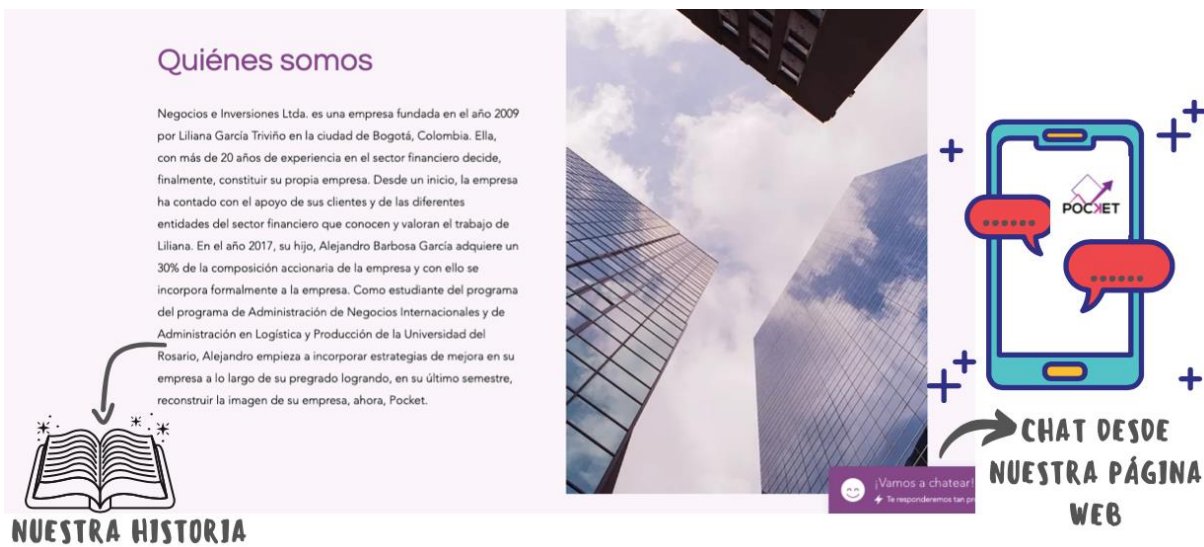 Quiénes somos
Negocios e Inversiones Ltda. es una empresa fundada en el año 2009
por Liliana García Triviño en la ciudad de Bogotá, Colombia. Ella,
con más de 20 años de experiencia en el sector financiero decide,
finalmente, constituir su propia empresa. Desde un inicio, la empresa
ha contado con el apoyo de sus clientes y de las diferentes
entidades del sector financiero que conocen y valoran el trabajo de
Liliana. En el año 2017, su hijo, Alejandro Barbosa García adquiere un
30% de la composición accionaria de la empresa y con ello se
incorpora formalmente a la empresa. Como estudiante del programa
del programa de Administración de Negocios Internacionales y de
Administración en Logística y Producción de la Universidad del
Rosario, Alejandro empieza a incorporar estrategias de mejora en su
empresa a lo largo de su pregrado logrando, en su último semestre,
reconstruir la imagen de su empresa, ahora, Pocket.
NUESTRA HISTORIA
¡Vamos a chatear!
Te responderemos tan
POCKET
CHAT DESDE
NUESTRA PÁGINA
WEB